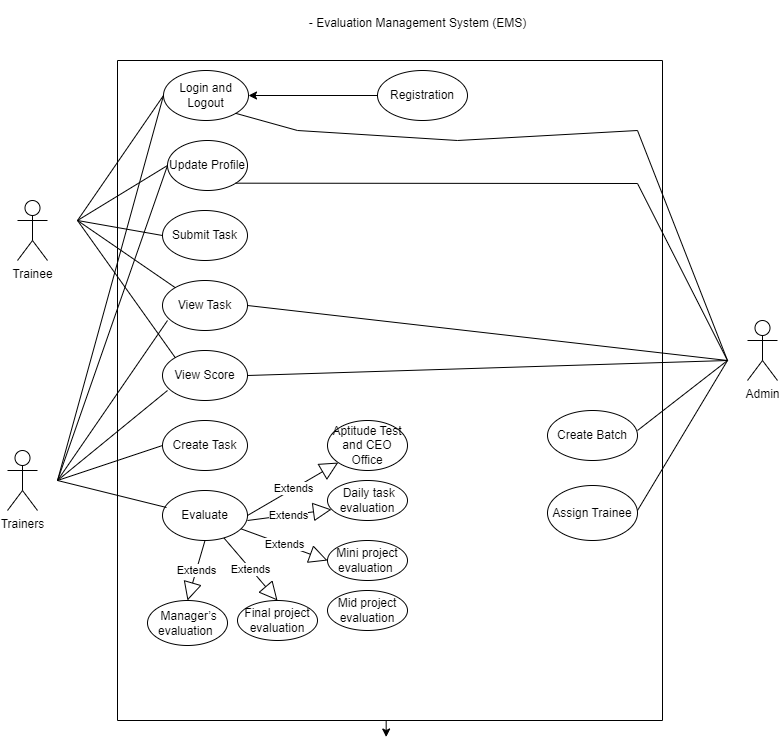 - Evaluation Management System (EMS)
Login and
Logout
Registration
Update Profile
Submit Task
Trainee
View Task
View Score
Admin
Create Task
Aptitude Test
and CEO
Office
Create Batch
Extends
Daily task
evaluation
Trainers
Evaluate
Extends
Assign Trainee
Extends
Mini project
evaluation
Extends
Extends
Manager's
evaluation
Final project
evaluation
Mid project
evaluation